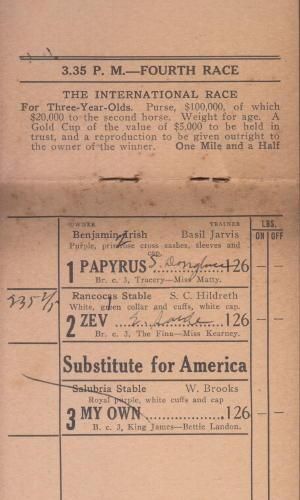 3.35 P. M.—FOURTH RACE
THE INTERNATIONAL RACE
For Three-Year-Olds. Purse, $100,000, of which
$20,000 to the second horse. Weight for age. A
Gold Cup of the value of $5,000 to be held in
trust, and a reproduction to be given outright to
the owner of the winner. One Mile and a Half
OWNER TRAINER LBS.
ON OFF
Benjamin Irish Basil Jarvis
Purple, primrose cross sashes, sleeves and
cap.
1 PAPYRUS S. Donoghue 126
Br. c. 3, Tracery—Miss Matty.
235 2/5
Rancocas Stable S. C. Hildreth
White, green collar and cuffs, white cap.
2 ZEV E. Sande 126
Br. c. 3, The Finn—Miss Kearney.
Substitute for America
Salubria Stable W. Brooks
Royal purple, white cuffs and cap
3 MY OWN 126
B. c. 3, King James—Bettie Landon.